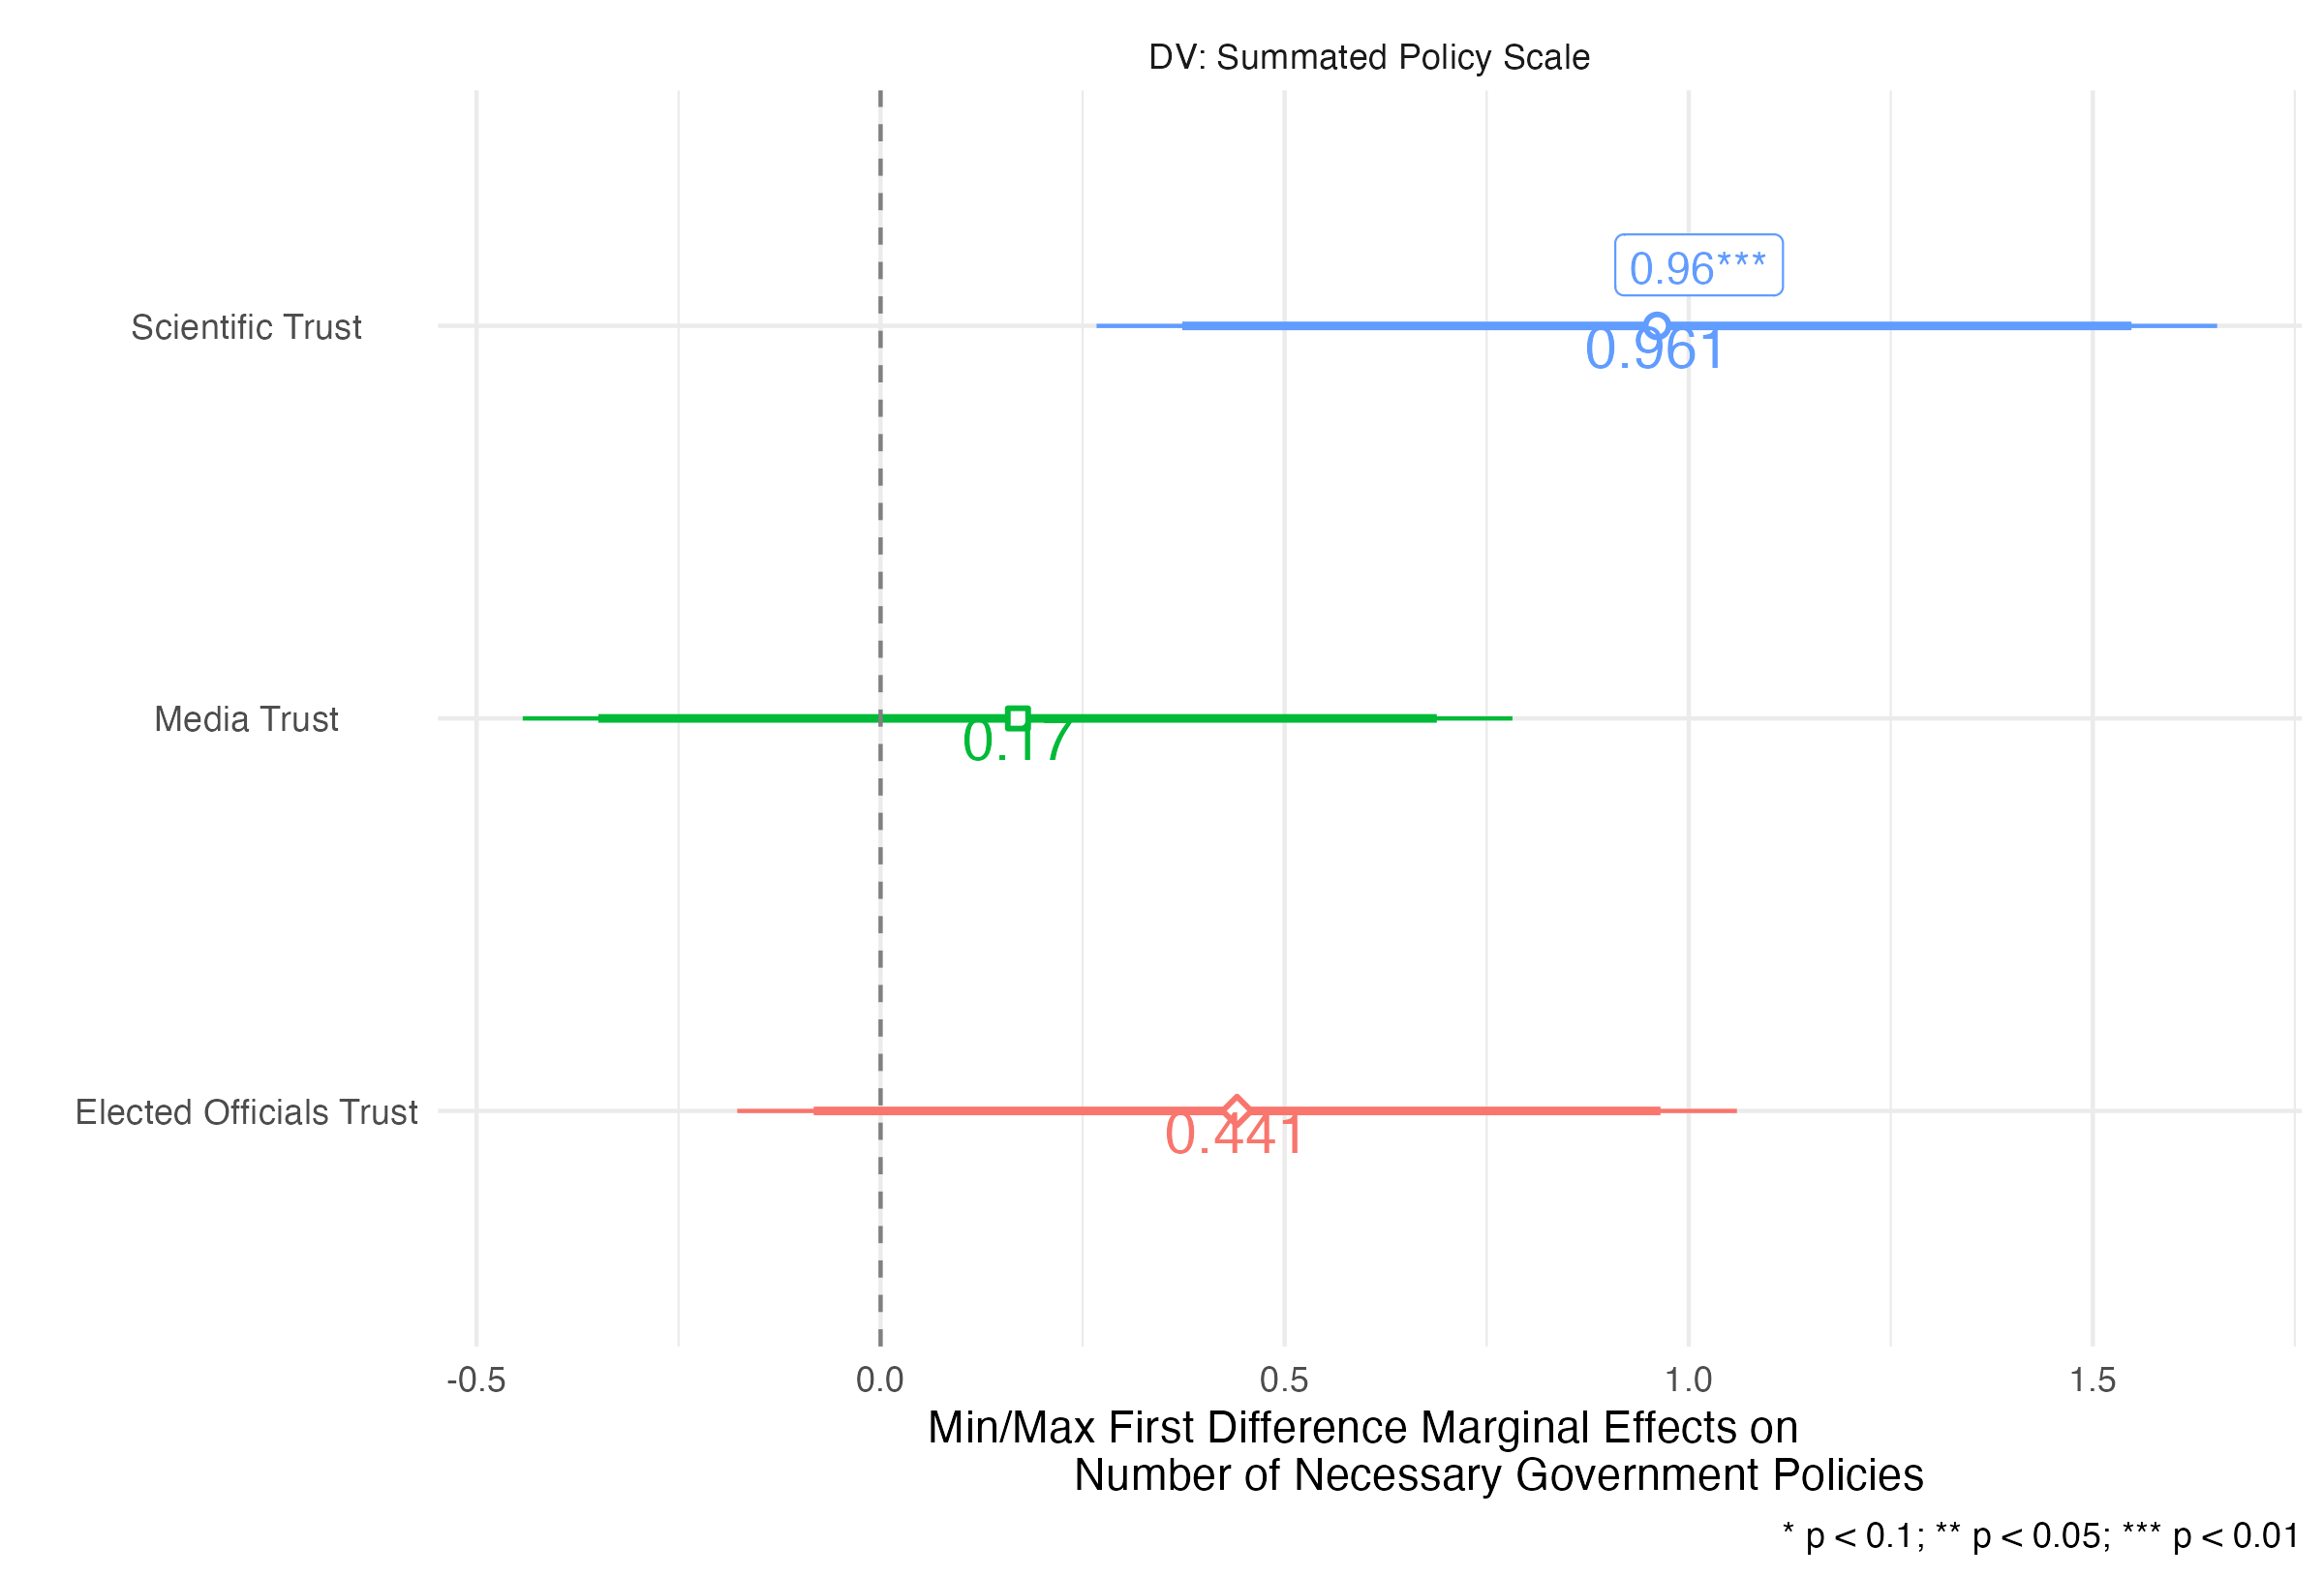 DV: Summated Policy Scale
0.96***
Scientific Trust
0.961
Media Trust
0.17
Elected Officials Trust
0.441
-0.5 0.0 0.5 1.0 1.5
Min/Max First Difference Marginal Effects on
Number of Necessary Government Policies
* p < 0.1; ** p < 0.05; *** p < 0.01